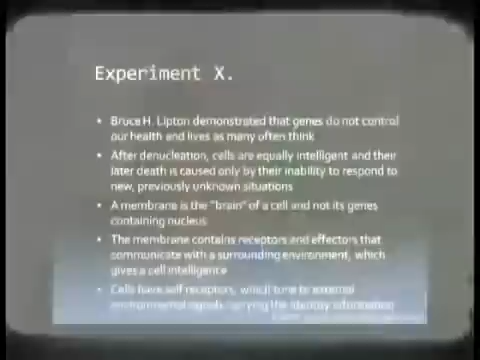 Experiment X.
• Bruce H. Lipton demonstrated that genes do not control
our health and lives as many often think
• After denucleation, cells are equally intelligent and their
later death is caused only by their inability to respond to
new, previously unknown situations
• A membrane is the "brain" of a cell and not its genes
containing nucleus
• The membrane contains receptors and effectors that
communicate with a surrounding environment, which
gives a cell intelligence
• Cells have self receptors, which tune to external
environmental signals, carrying the identity information